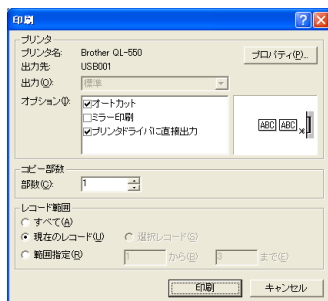 印刷
プリンタ
プリンタ名: Brother QL-550
プロパティ(P)...
出力先: USB001
出力(O): 標準
オプション(I):
オートカット
ミラー印刷
プリンタドライバに直接出力
ABC ABC
コピー部数
部数(C): 1
レコード範囲
すべて(A)
現在のレコード(U) 選択レコード(S)
範囲指定(R) 1 から(B) 3 まで(E)
印刷 キャンセル